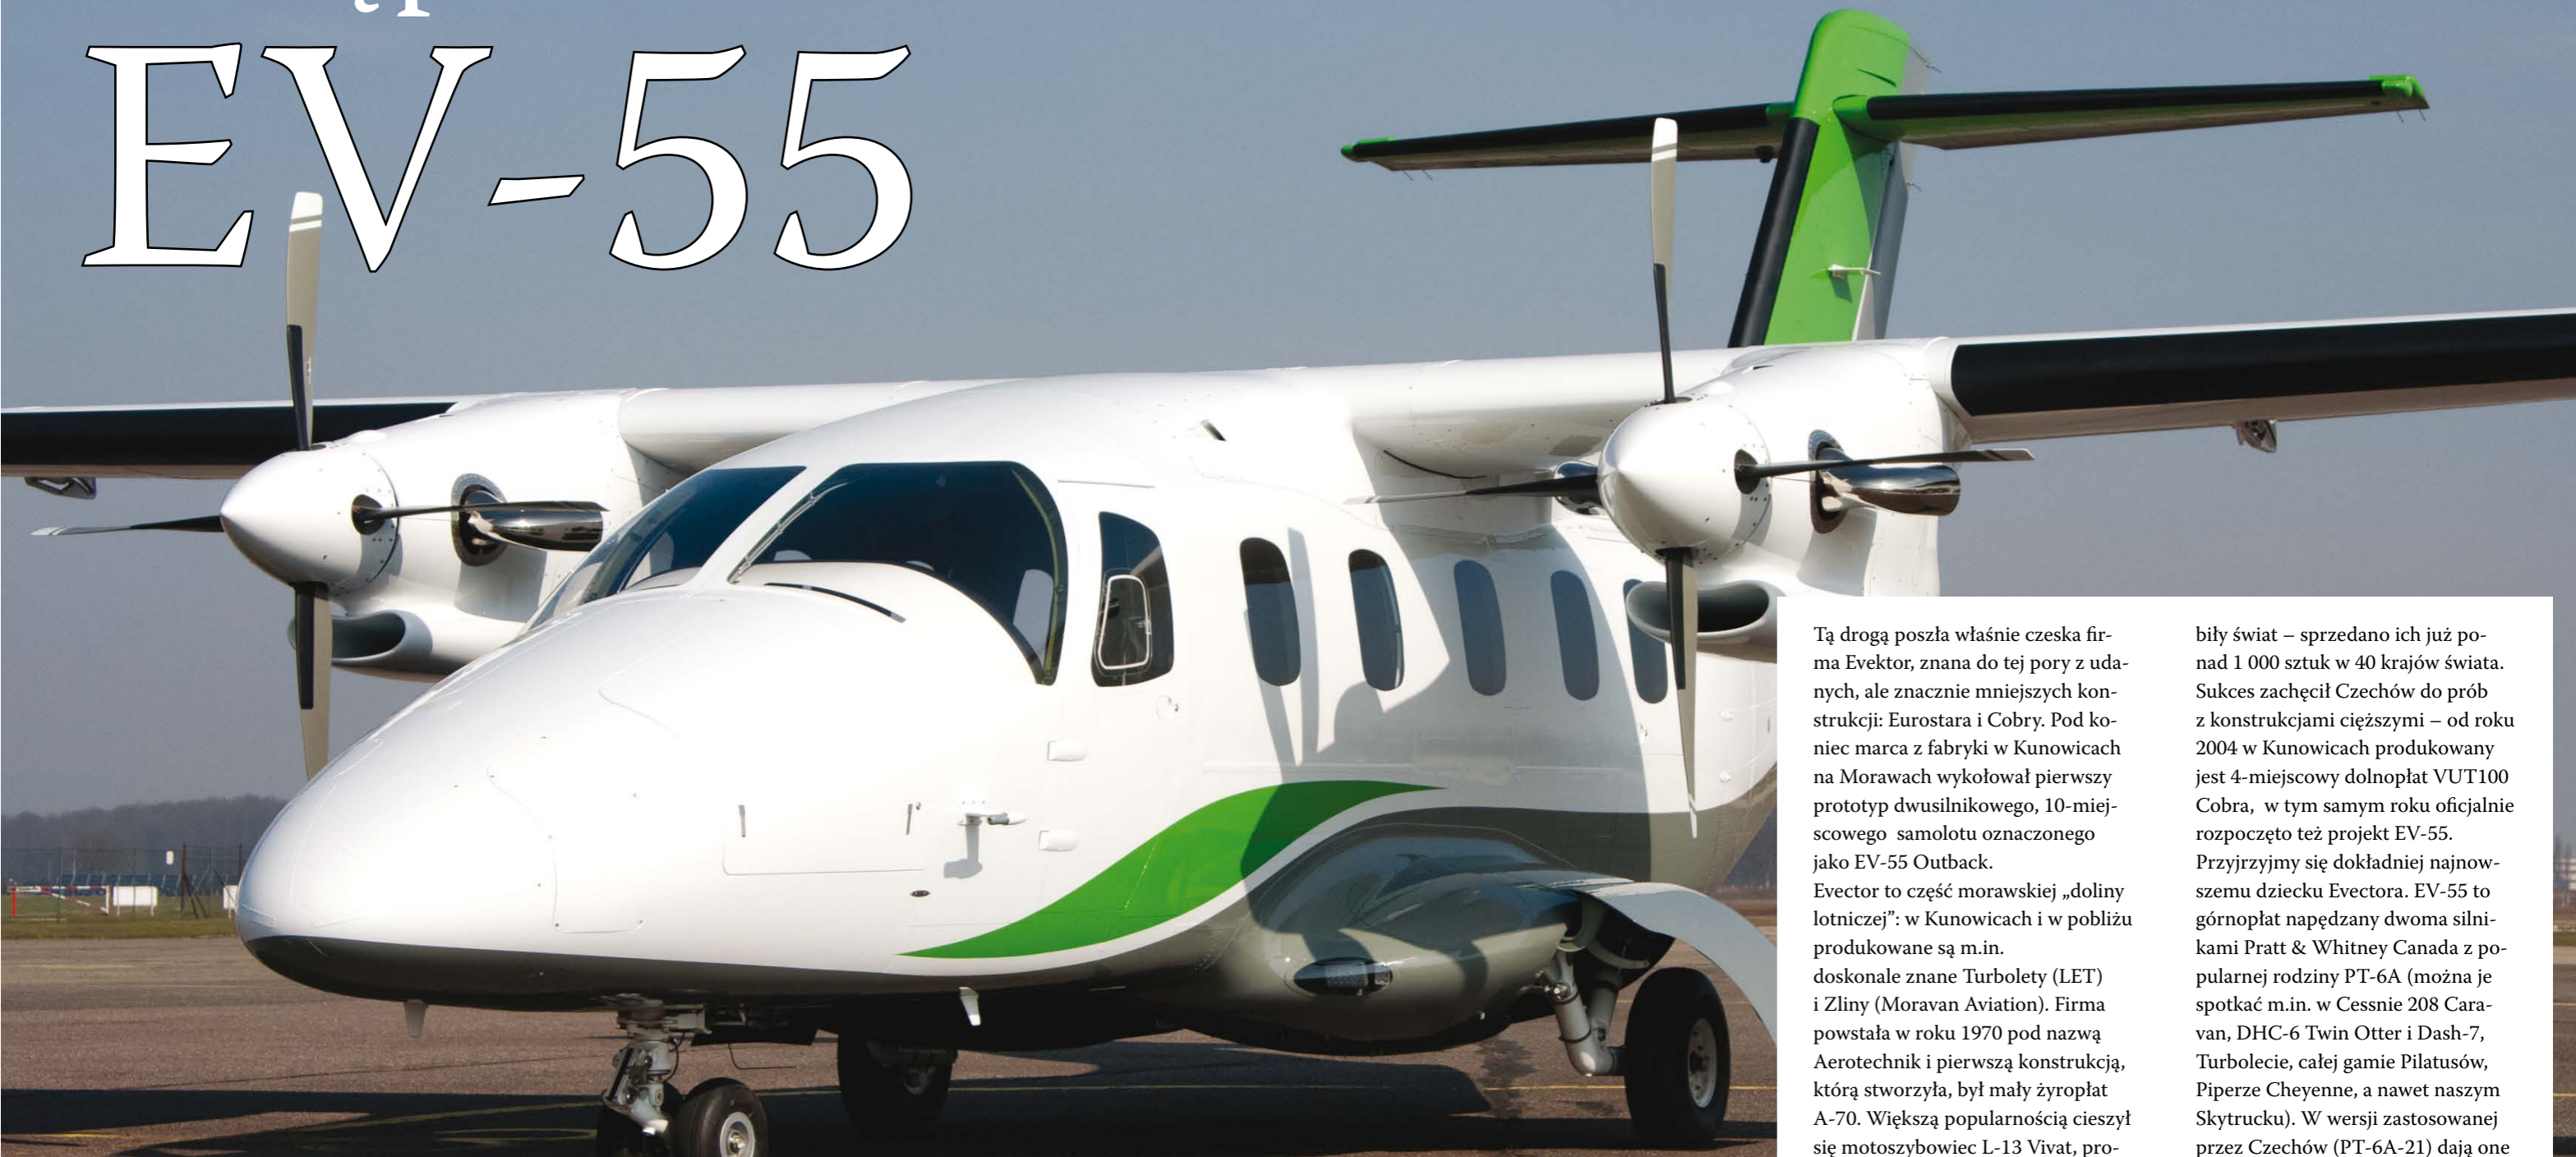 EV-55
Tą drogą poszła właśnie czeska fir-
ma Evektor, znana do tej pory z uda-
nych, ale znacznie mniejszych kon-
strukcji: Eurostara i Cobry. Pod ko-
niec marca z fabryki w Kunowicach
na Morawach wykołował pierwszy
prototyp dwusilnikowego, 10-miej-
scowego  samolotu oznaczonego
jako EV-55 Outback.
Evector to część morawskiej „doliny
lotniczej”: w Kunowicach i w pobliżu
produkowane są m.in.
doskonale znane Turbolety (LET)
i Zliny (Moravan Aviation). Firma
powstała w roku 1970 pod nazwą
Aerotechnik i pierwszą konstrukcją,
którą stworzyła, był mały żyropłat
A-70. Większą popularnością cieszył
się motoszybowiec L-13 Vivat, pro-
biły świat – sprzedano ich już po-
nad 1 000 sztuk w 40 krajów świata.
Sukces zachęcił Czechów do prób
z konstrukcjami cięższymi – od roku
2004 w Kunowicach produkowany
jest 4-miejscowy dolnopłat VUT100
Cobra,  w tym samym roku oficjalnie
rozpoczęto też projekt EV-55.
Przyjrzyjmy się dokładniej najnow-
szemu dziecku Evectora. EV-55 to
górnopłat napędzany dwoma silni-
kami Pratt & Whitney Canada z po-
pularnej rodziny PT-6A (można je
spotkać m.in. w Cessnie 208 Cara-
van, DHC-6 Twin Otter i Dash-7,
Turbolecie, całej gamie Pilatusów,
Piperze Cheyenne, a nawet naszym
Skytrucku). W wersji zastosowanej
przez Czechów (PT-6A-21) dają one